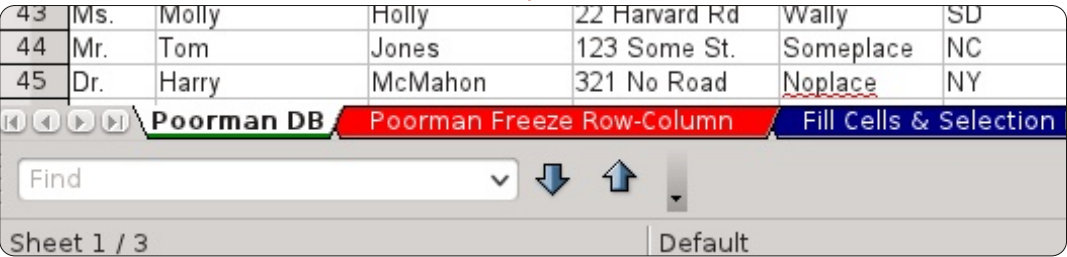 43 Ms. Molly Holly 22 Harvard Rd Wally SD
44 Mr. Tom Jones 123 Some St. Someplace NC
45 Dr. Harry McMahon 321 No Road Noplace NY
Poorman DB Poorman Freeze Row-Column Fill Cells & Selection
Find
Sheet 1 / 3 Default